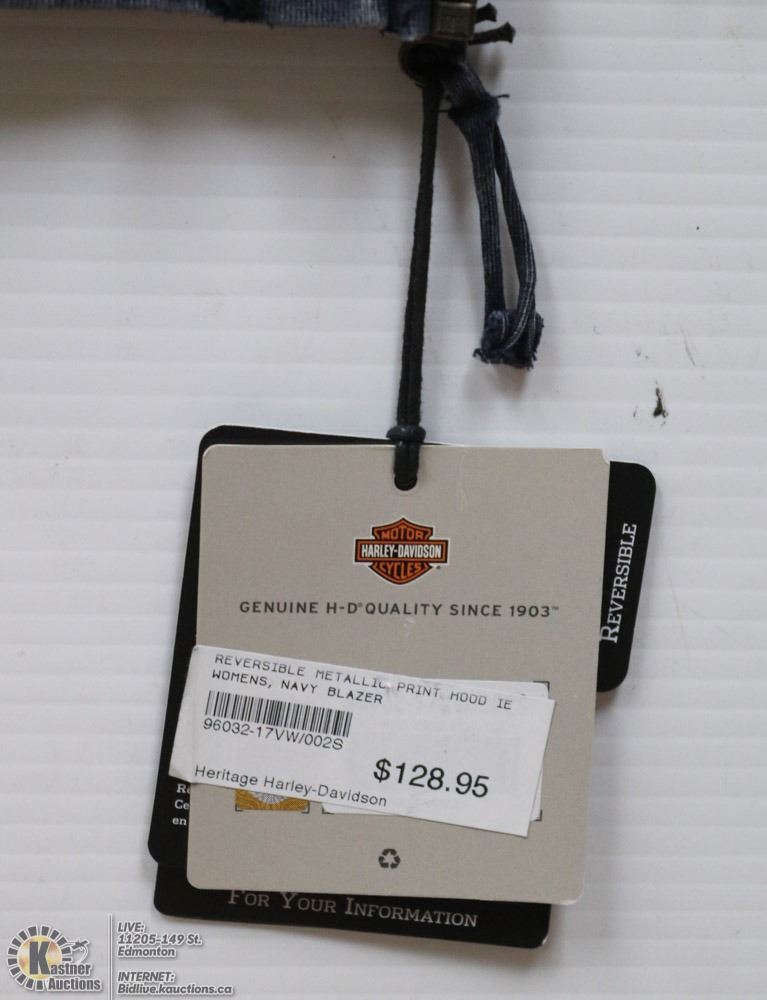 MOTOR
HARLEY-DAVIDSON
CYCLES
GENUINE H-D® QUALITY SINCE 1903™
REVERSIBLE
REVERSIBLE METALLIC PRINT HOOD IE
WOMENS, NAVY BLAZER
96032-17VW/002S
$128.95
Heritage Harley-Davidson
Ce
en
FOR YOUR INFORMATION
KASTNER
AUCTIONS
LIVE:
11205-149 St.
Edmonton
INTERNET:
Bidlive.kauctions.ca